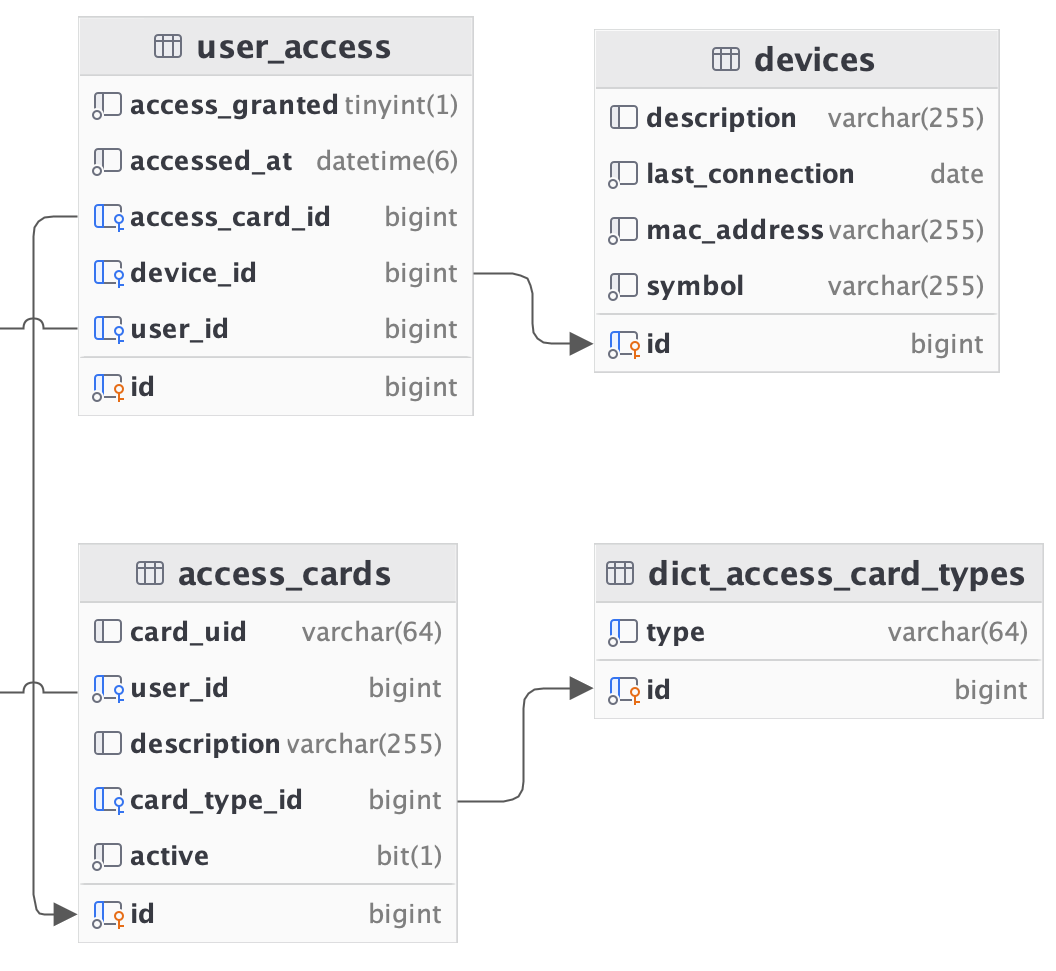 user_access
access_granted tinyint(1)
accessed_at datetime(6)
access_card_id bigint
device_id bigint
user_id bigint
id bigint
devices
description varchar(255)
last_connection date
mac_address varchar(255)
symbol varchar(255)
id bigint
access_cards
card_uid varchar(64)
user_id bigint
description varchar(255)
card_type_id bigint
active bit(1)
id bigint
dict_access_card_types
type varchar(64)
id bigint